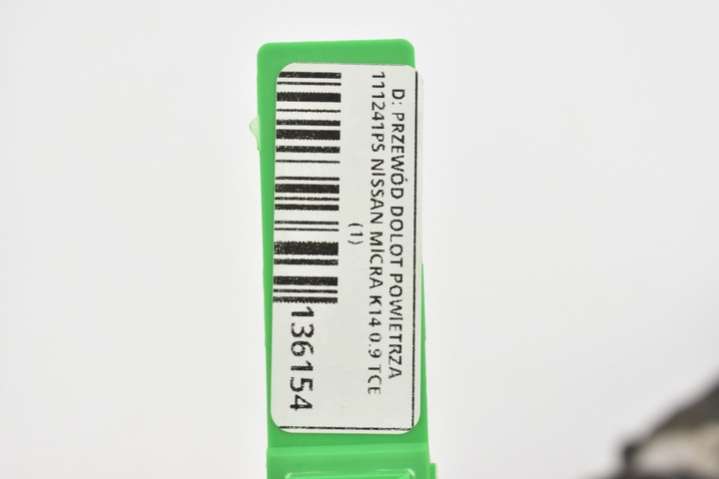 D: PRZEWÓD DOLOT POWIETRZA
111241PS NISSAN MICRA K14 0.9 TCE
(1)
136154